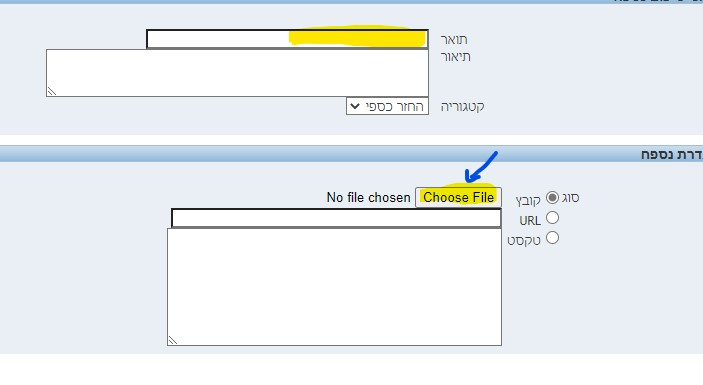 תואר
תיאור
קטגוריה החזר כספי
דרת נספח
סוג קובץ Choose File No file chosen
URL
טקסט